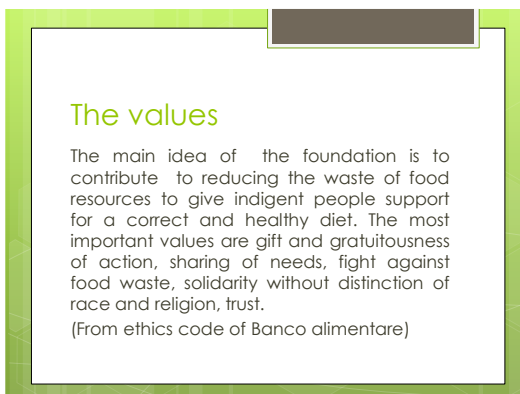 The values
The main idea of the foundation is to
contribute to reducing the waste of food
resources to give indigent people support
for a correct and healthy diet. The most
important values are gift and gratuitousness
of action, sharing of needs, fight against
food waste, solidarity without distinction of
race and religion, trust.
(From ethics code of Banco alimentare)